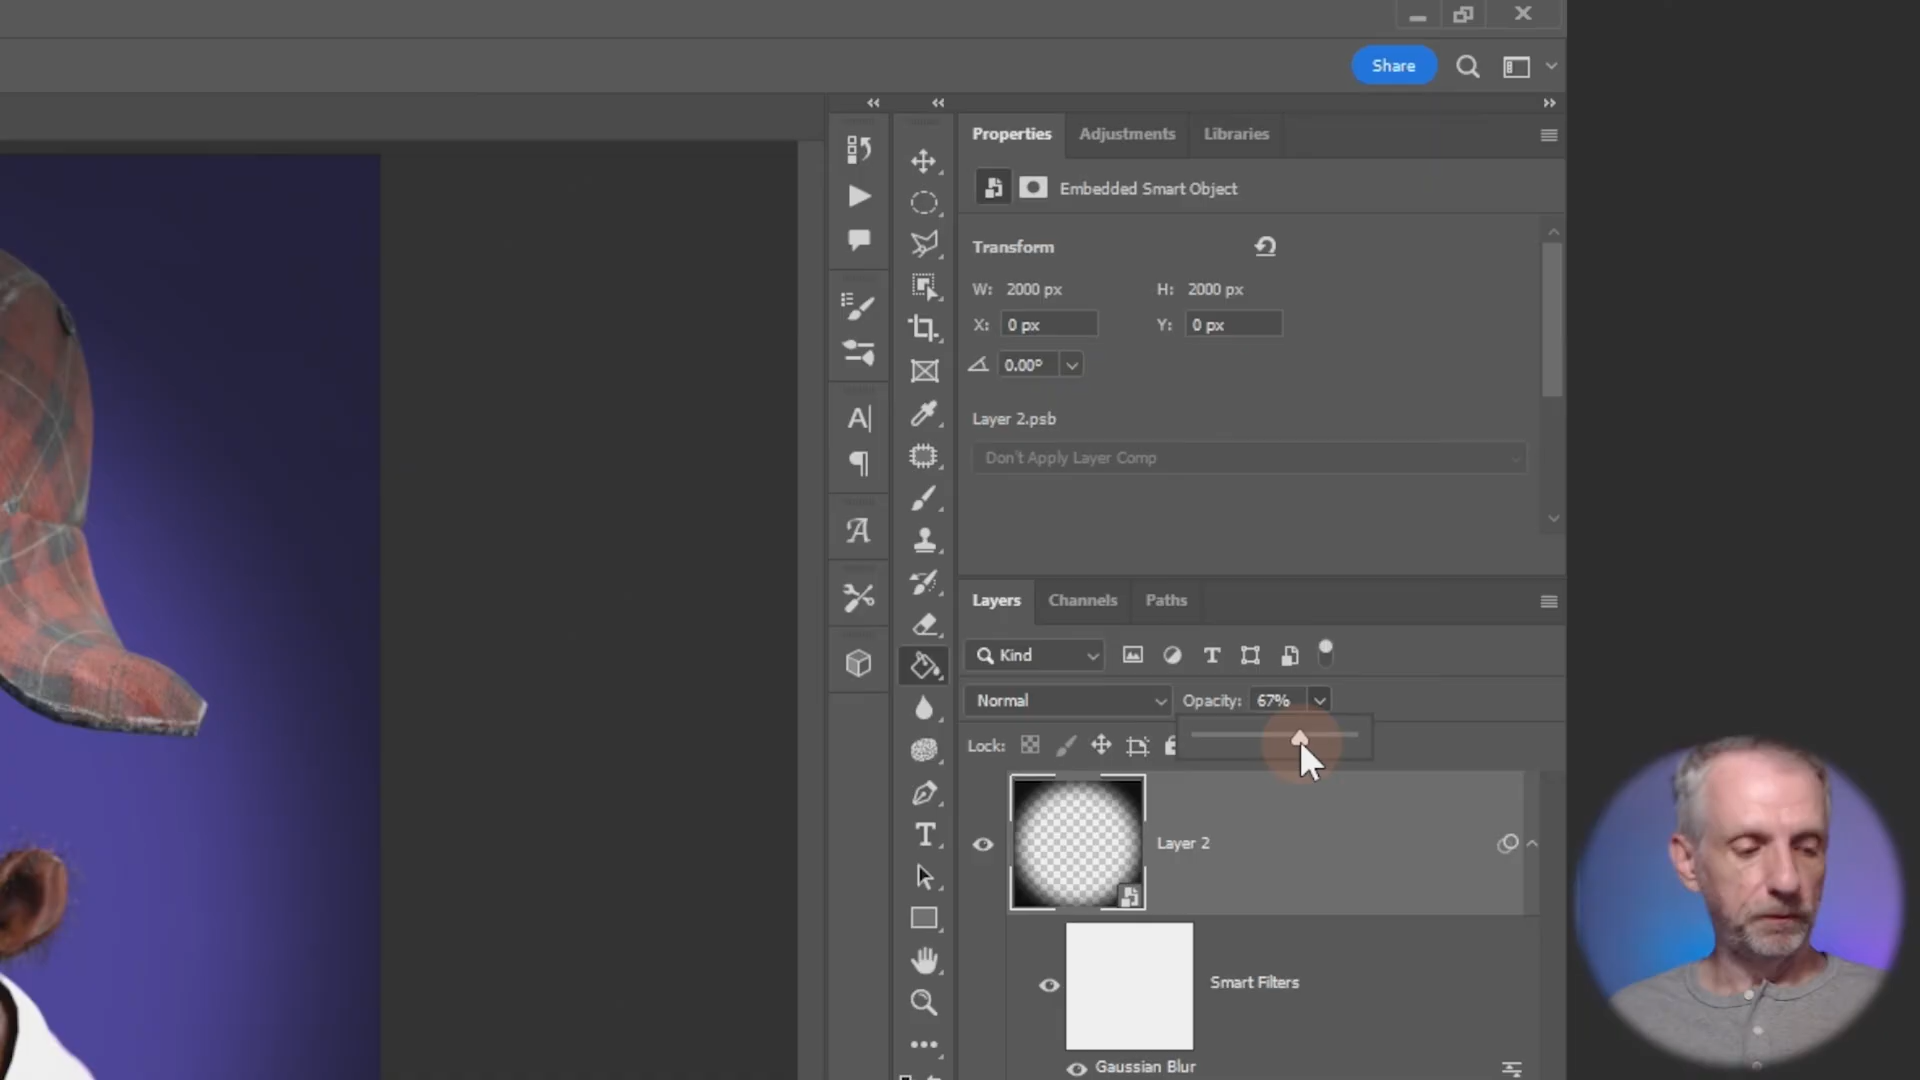 Share
Properties
Adjustments
Libraries
Embedded Smart Object
Transform
W: 2000 px
H: 2000 px
X: 0 px
Y: 0 px
0.00°
Layer 2.psb
Don't Apply Layer Comp
Layers
Channels
Paths
Kind
Normal
Opacity: 67%
Lock:
Layer 2
Smart Filters
Gaussian Blur